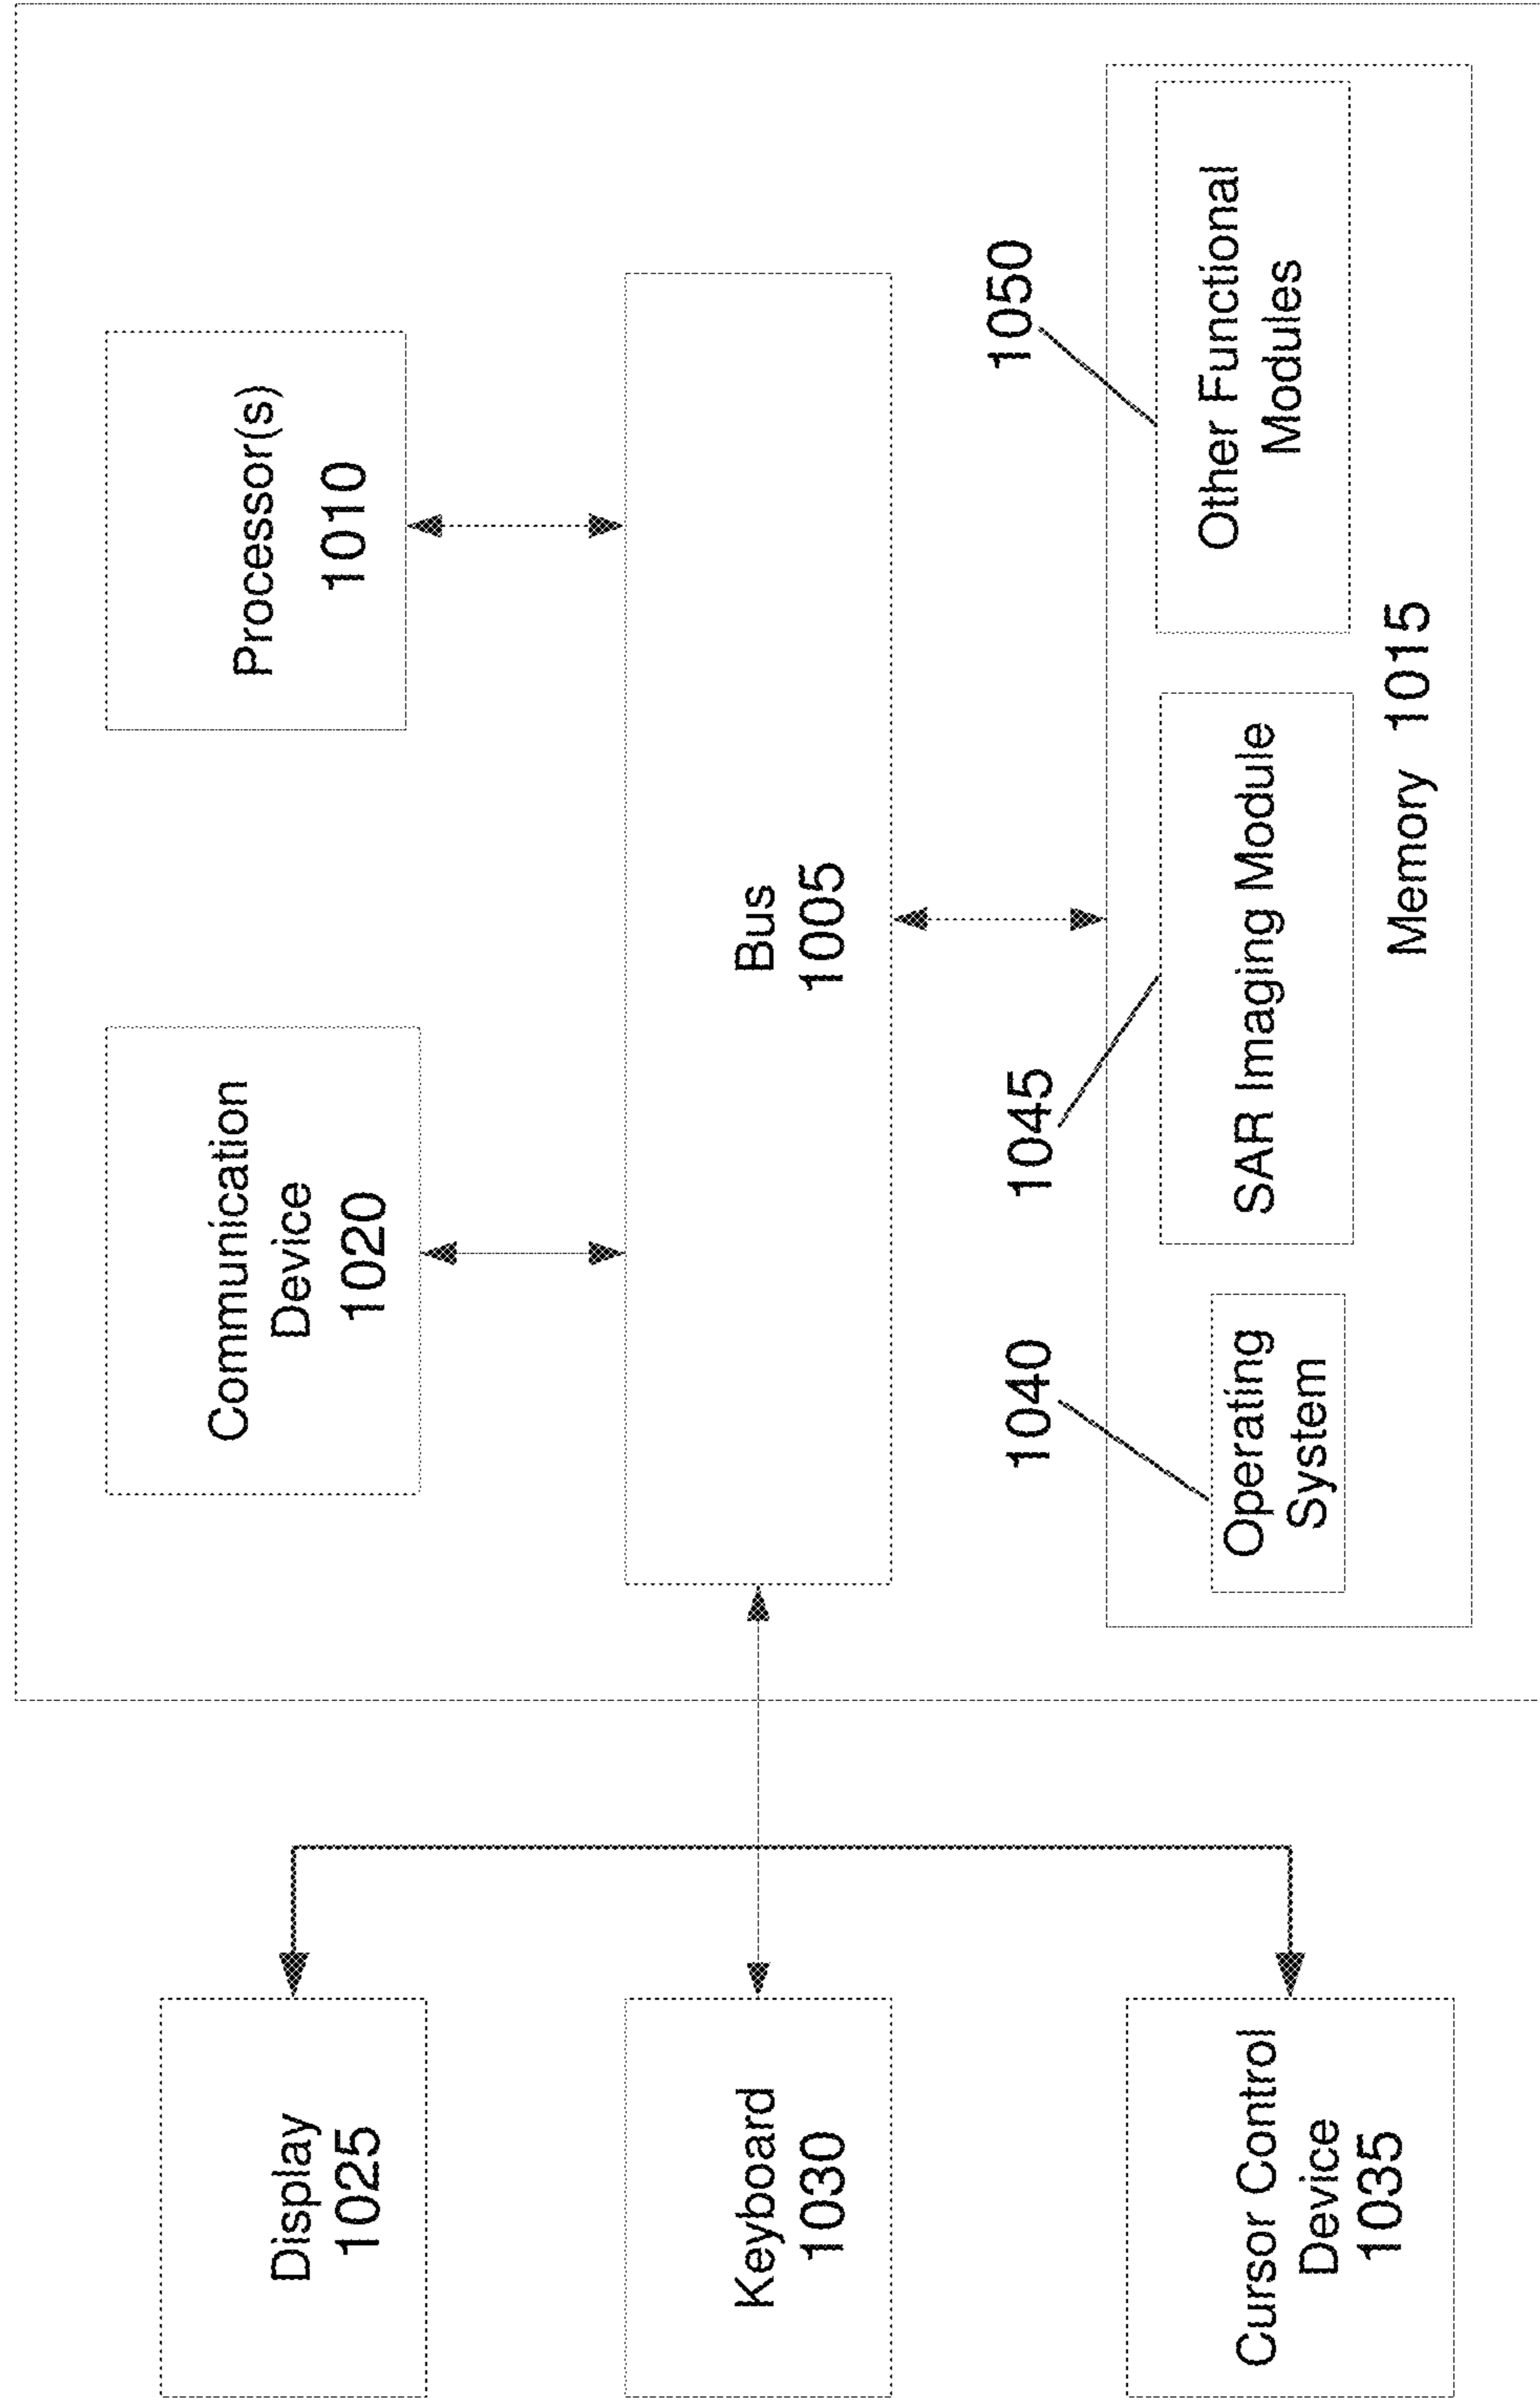 Display
1025
Keyboard
1030
Cursor Control
Device
1035
Communication
Device
1020
Processor(s)
1010
Bus
1005
1040
1045
1050
Operating
System
SAR Imaging Module
Other Functional
Modules
Memory 1015